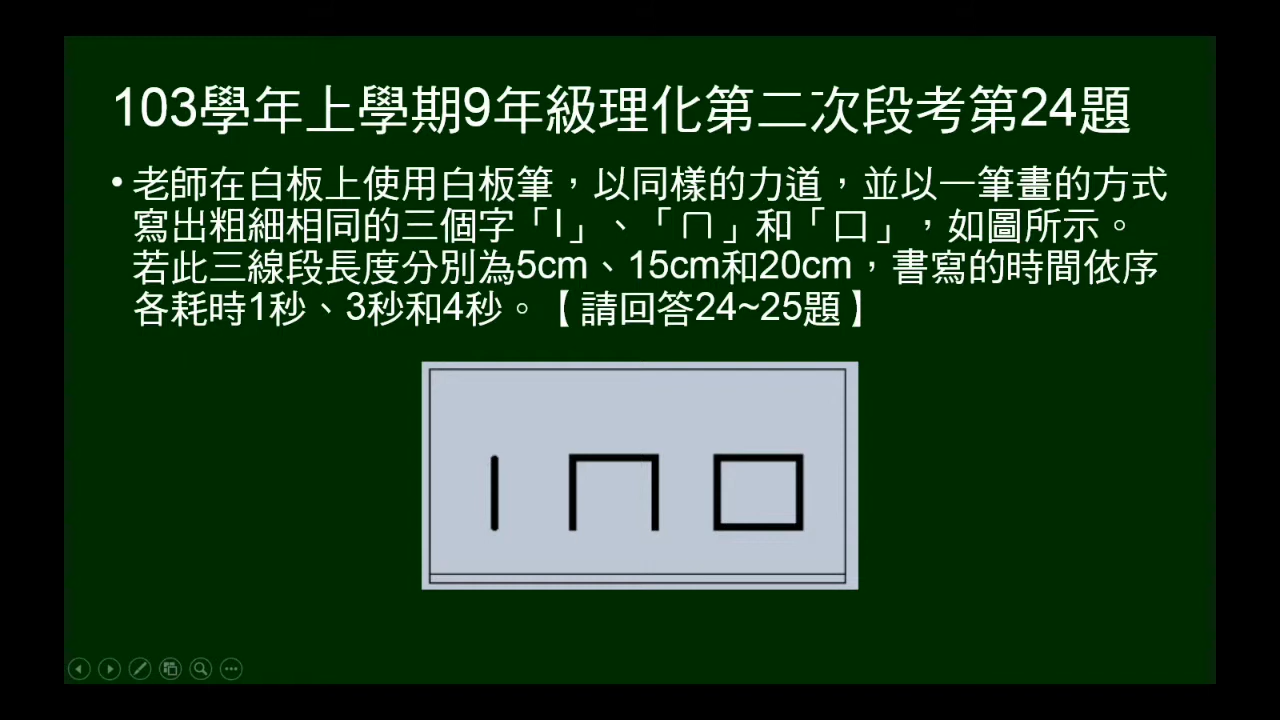 103學年上學期9年級理化第二次段考第24題
• 老師在白板上使用白板筆，以同樣的力道，並以一筆畫的方式
寫出粗細相同的三個字「｜」、「ㄇ」和「口」，如圖所示。
若此三線段長度分別為5cm、15cm和20cm，書寫的時間依序
各耗時1秒、3秒和4秒。【請回答24~25題】
｜ㄇ口